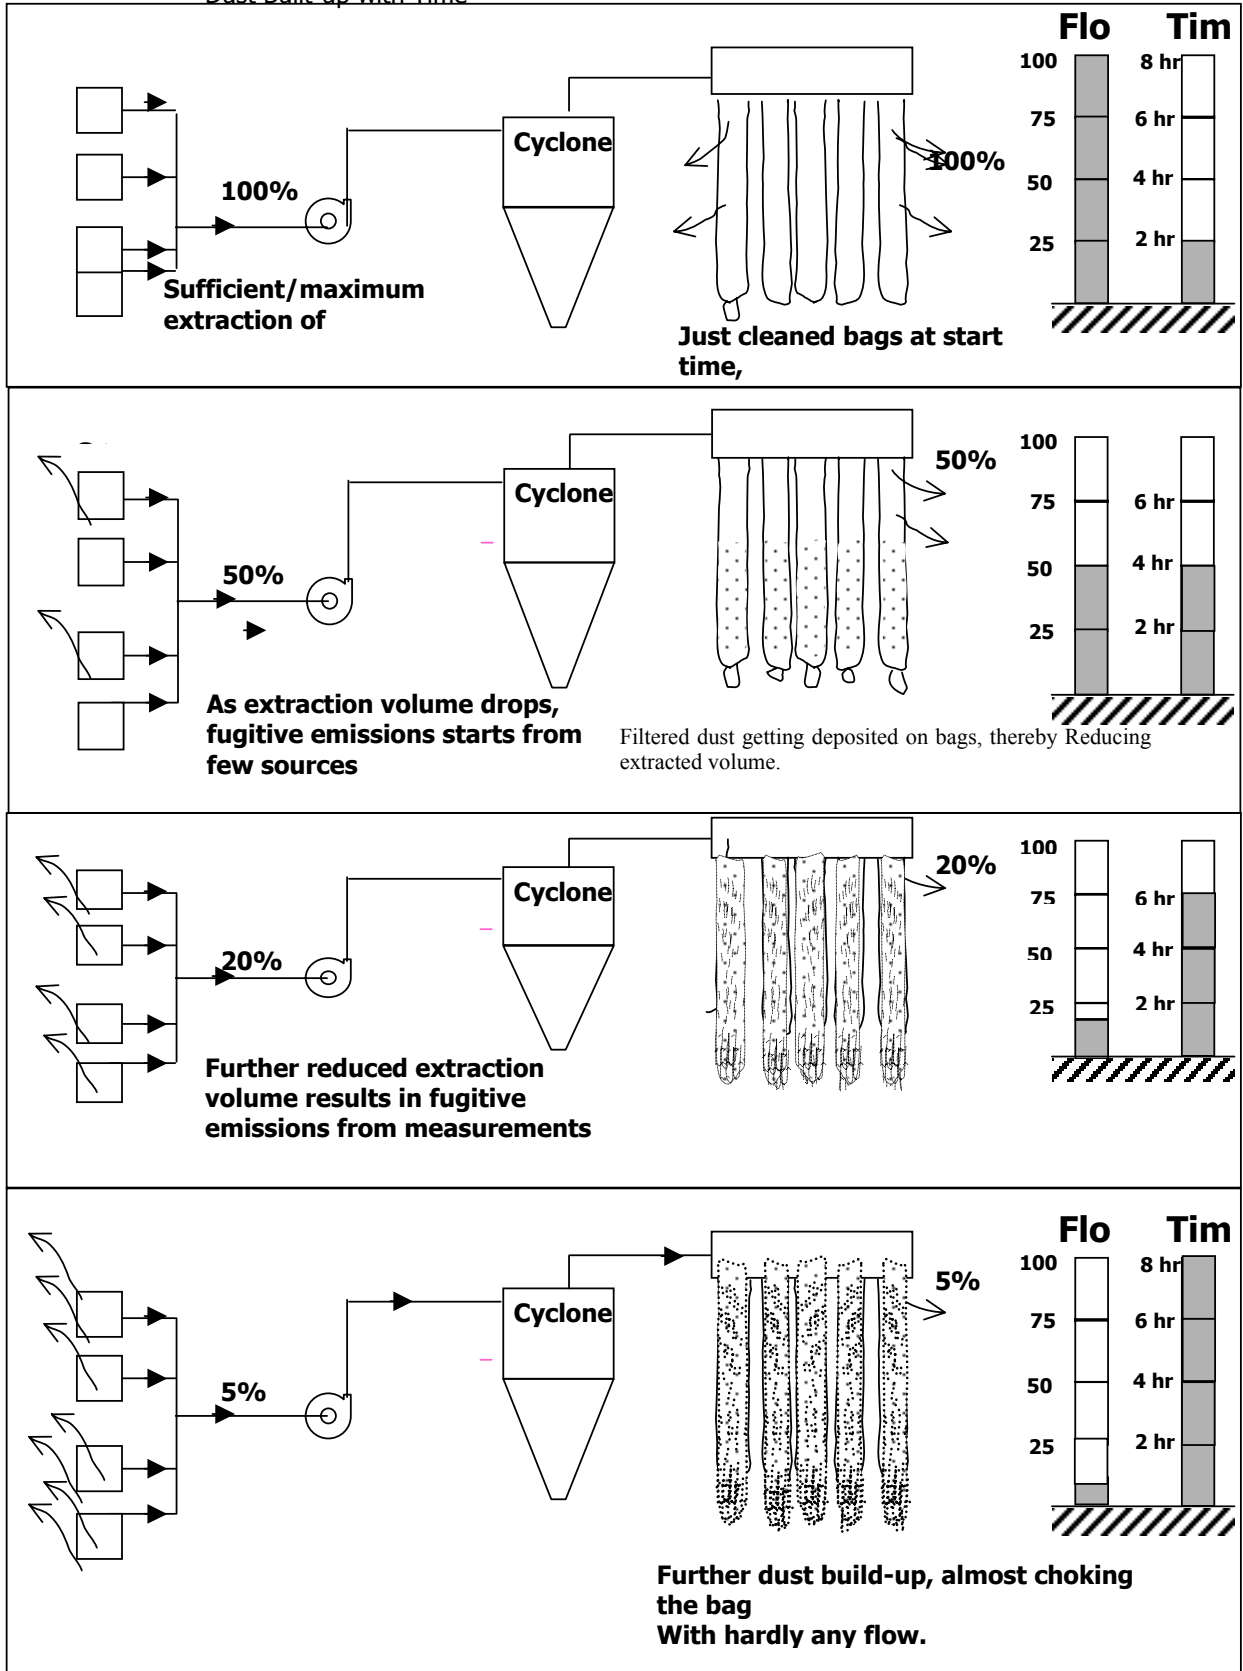 Dust Built-up with Time
Flo Tim
100 8 hr
75 6 hr
50 4 hr
25 2 hr
Cyclone
100%
100%
Sufficient/maximum
extraction of
Just cleaned bags at start
time,
100
75 6 hr
50 4 hr
25 2 hr
50%
Cyclone
50%
As extraction volume drops,
fugitive emissions starts from
few sources
Filtered dust getting deposited on bags, thereby Reducing
extracted volume.
100
75 6 hr
50 4 hr
25 2 hr
20%
Cyclone
20%
Further reduced extraction
volume results in fugitive
emissions from measurements
Flo Tim
100 8 hr
75 6 hr
50 4 hr
25 2 hr
5%
Cyclone
5%
Further dust build-up, almost choking
the bag
With hardly any flow.